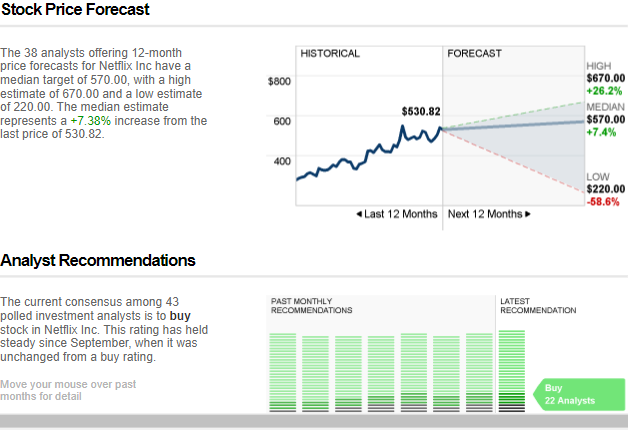 Stock Price Forecast
The 38 analysts offering 12-month
price forecasts for Netflix Inc have a
median target of 570.00, with a high
estimate of 670.00 and a low estimate
of 220.00. The median estimate
represents a +7.38% increase from the
last price of 530.82.
HISTORICAL
FORECAST
$800
600
400
$530.82
HIGH
$670.00
+26.2%
MEDIAN
$570.00
+7.4%
LOW
$220.00
-58.6%
Last 12 Months
Next 12 Months
Analyst Recommendations
The current consensus among 43
polled investment analysts is to buy
stock in Netflix Inc. This rating has held
steady since September, when it was
unchanged from a buy rating.
Move your mouse over past
months for detail
PAST MONTHLY
RECOMMENDATIONS
LATEST
RECOMMENDATION
Buy
22 Analysts